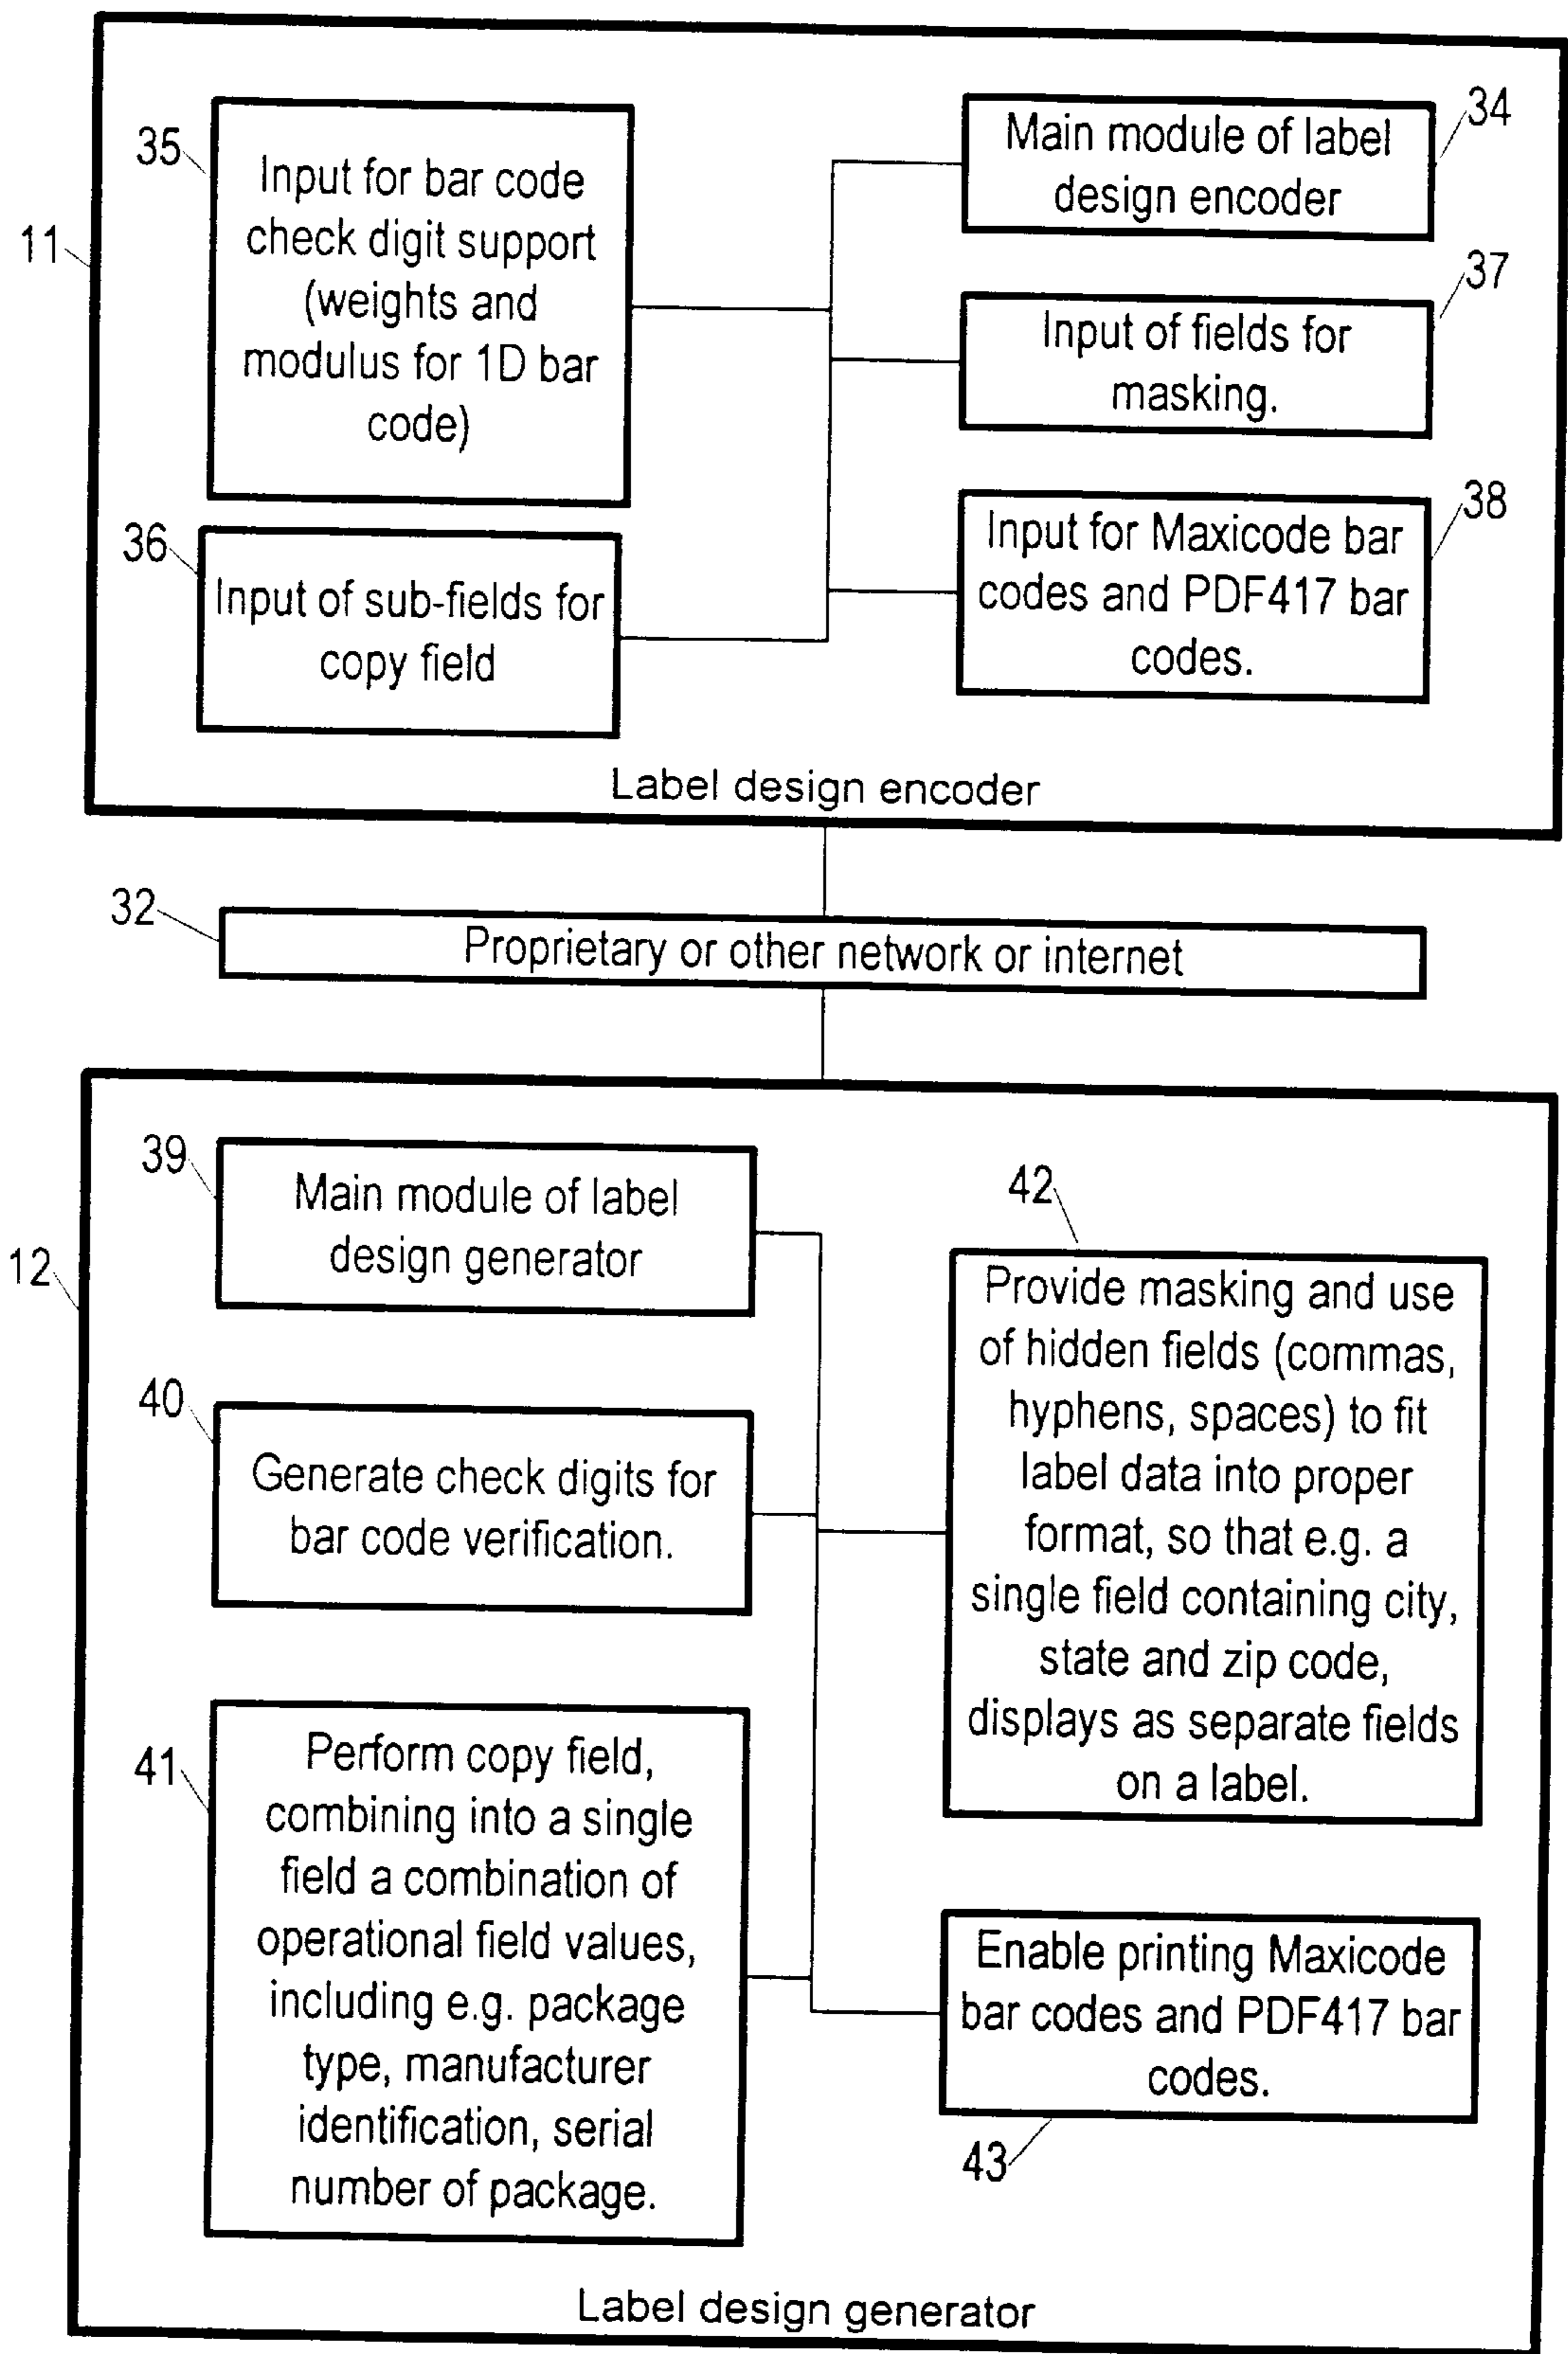 35
Input for bar code
check digit support
(weights and
modulus for 1D bar
code)
34
Main module of label
design encoder
11
37
Input of fields for
masking.
36
Input of sub-fields for
copy field
38
Input for Maxicode bar
codes and PDF417 bar
codes.
Label design encoder
32
Proprietary or other network or internet
39
Main module of label
design generator
12
40
Generate check digits for
bar code verification.
41
Perform copy field,
combining into a single
field a combination of
operational field values,
including e.g. package
type, manufacturer
identification, serial
number of package.
42
Provide masking and use
of hidden fields (commas,
hyphens, spaces) to fit
label data into proper
format, so that e.g. a
single field containing city,
state and zip code,
displays as separate fields
on a label.
Enable printing Maxicode
bar codes and PDF417 bar
codes.
43
Label design generator